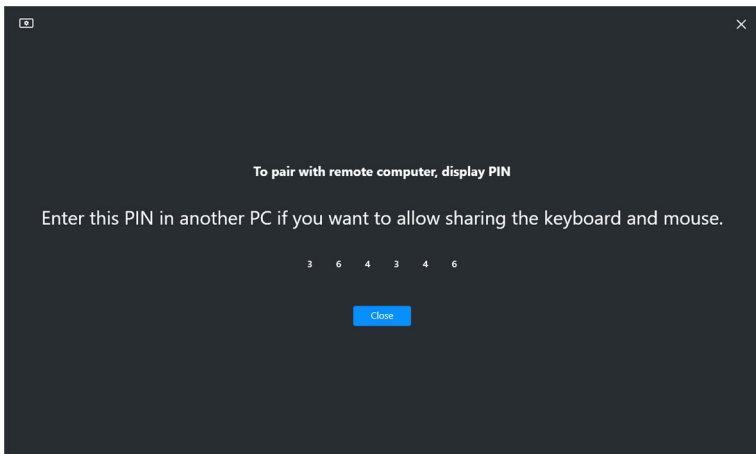 To pair with remote computer, display PIN
Enter this PIN in another PC if you want to allow sharing the keyboard and mouse.
3 6 4 3 4 6
Close